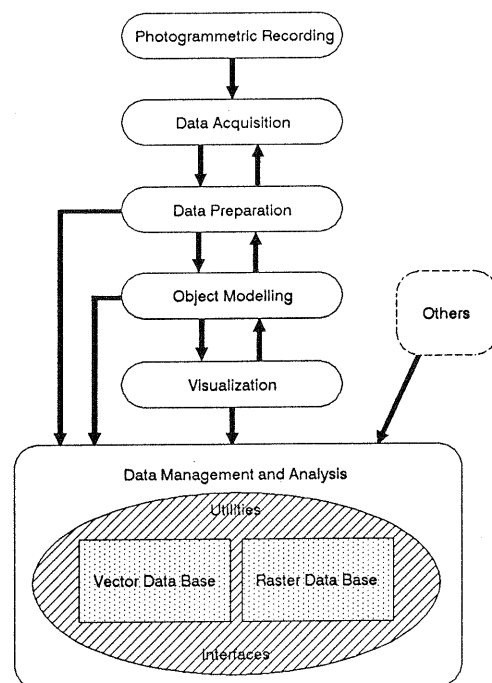 Photogrammetric Recording
Data Acquisition
Data Preparation
Object Modelling
Others
Visualization
Data Management and Analysis
Utilities
Vector Data Base
Raster Data Base
Interfaces